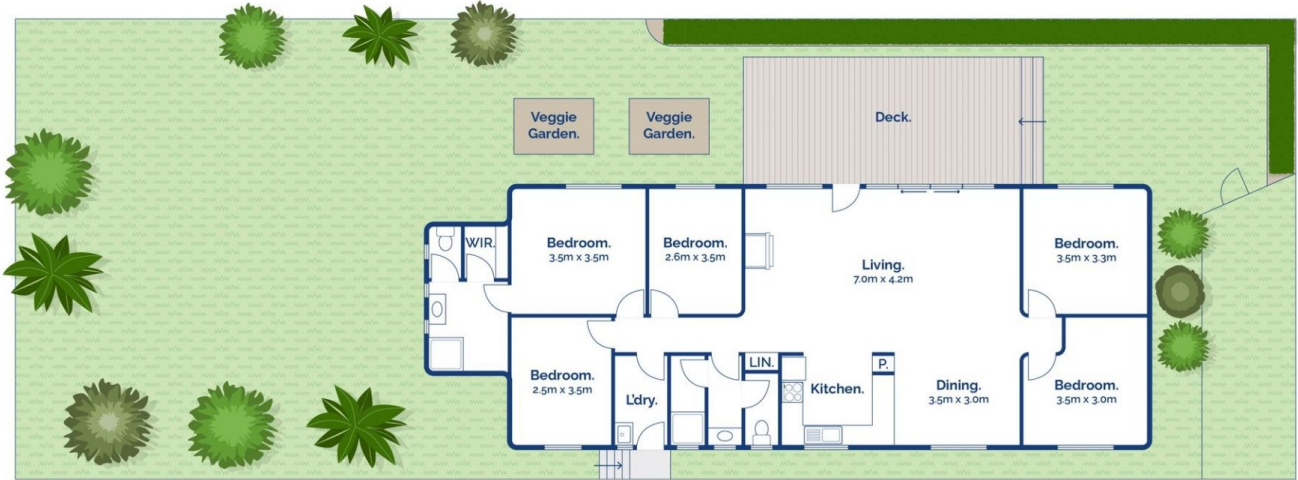 Veggie
Garden.
Veggie
Garden.
Deck.
WIR.
Bedroom.
3.5m x 3.5m
Bedroom.
2.6m x 3.5m
Living.
7.0m x 4.2m
Bedroom.
3.5m x 3.3m
Bedroom.
2.5m x 3.5m
L'dry.
LIN.
Kitchen.
P.
Dining.
3.5m x 3.0m
Bedroom.
3.5m x 3.0m